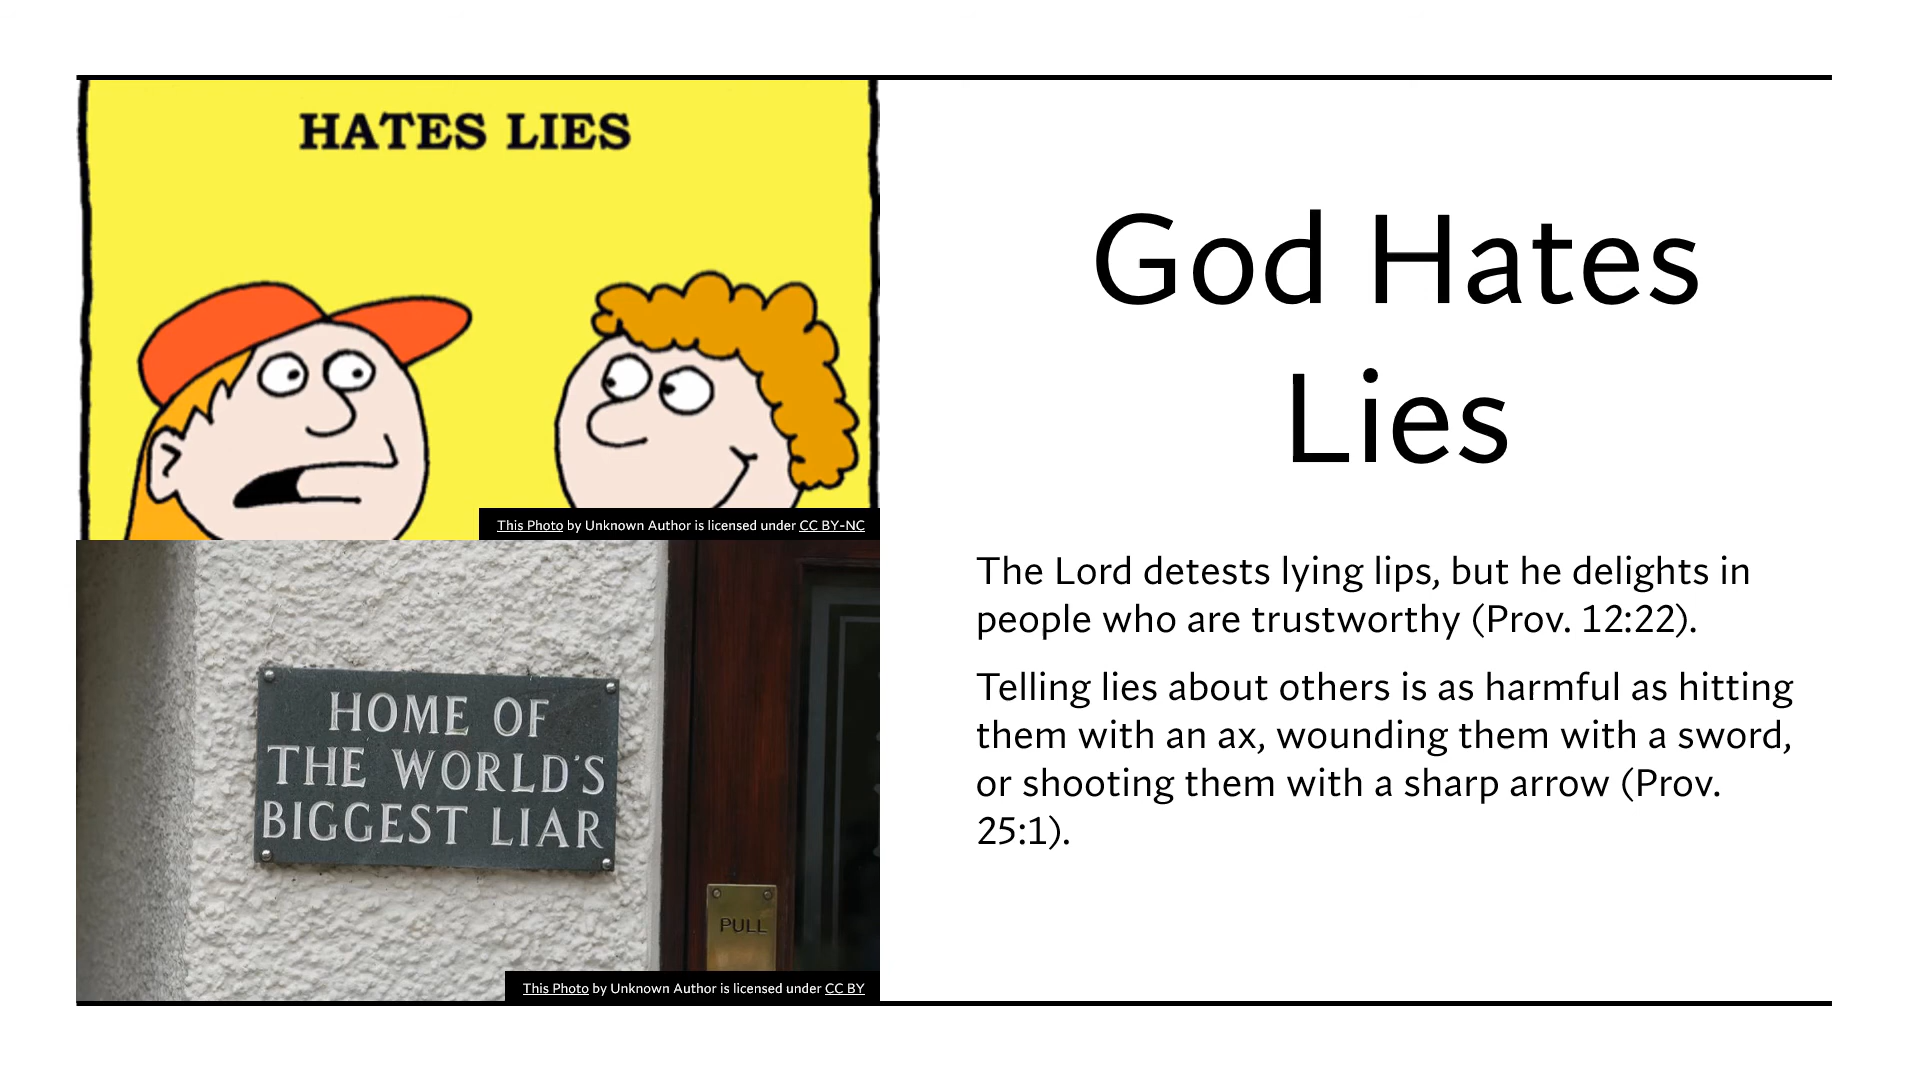 HATES LIES
This Photo by Unknown Author is licensed under CC BY-NC
HOME OF
THE WORLD'S
BIGGEST LIAR
PULL
This Photo by Unknown Author is licensed under CC BY
God Hates
Lies
The Lord detests lying lips, but he delights in
people who are trustworthy (Prov. 12:22).
Telling lies about others is as harmful as hitting
them with an ax, wounding them with a sword,
or shooting them with a sharp arrow (Prov.
25:1).